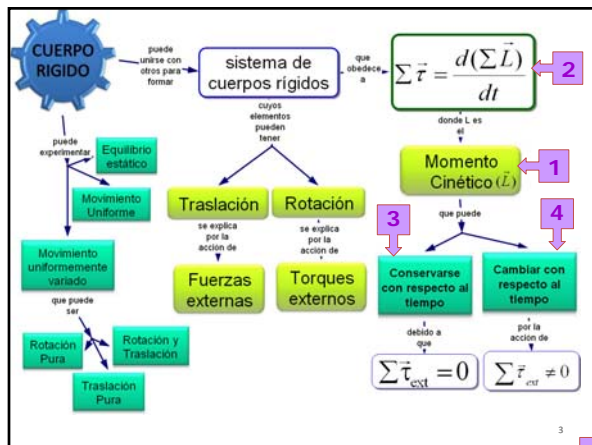 CUERPO
RIGIDO
puede
unirse con
otros para
formar
sistema de
cuerpos rígidos
que
obedece
a
∑ τ⃗ = d(∑ L⃗) / dt
2
donde L es
el
Momento
Cinético (L⃗)
1
que puede
3
4
Conservarse
con respecto al
tiempo
Cambiar con
respecto al
tiempo
debido a
que
por la
acción de
∑ τ⃗ext = 0
∑ τ⃗ext ≠ 0
cuyos
elementos
pueden
tener
Traslación
Rotación
se explica
por la
acción de
se explica
por la
acción de
Fuerzas
externas
Torques
externos
puede
experimentar
Equilibrio
estático
Movimiento
Uniforme
Movimiento
uniformemente
variado
que puede
ser
Rotación
Pura
Rotación y
Traslación
Traslación
Pura
3